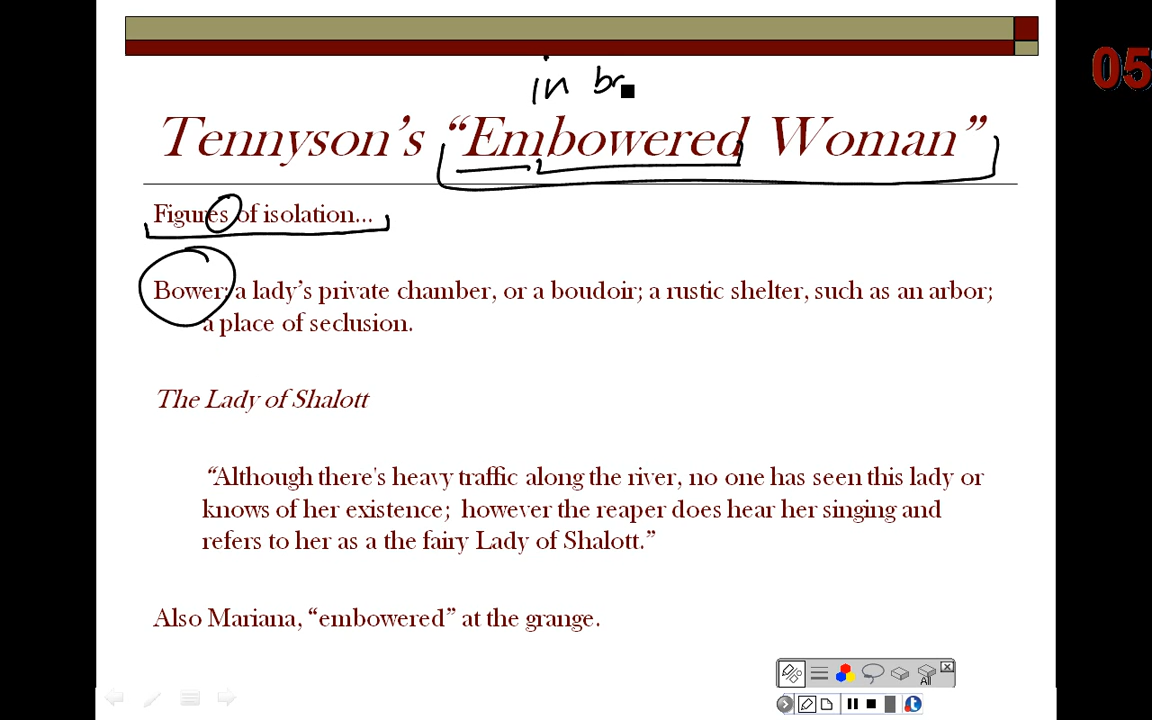 05
in br
Tennyson's “Embowered Woman”
Figures of isolation...
Bower: a lady's private chamber, or a boudoir; a rustic shelter, such as an arbor;
a place of seclusion.
The Lady of Shalott
“Although there's heavy traffic along the river, no one has seen this lady or
knows of her existence; however the reaper does hear her singing and
refers to her as a the fairy Lady of Shalott.”
Also Mariana, “embowered” at the grange.
All